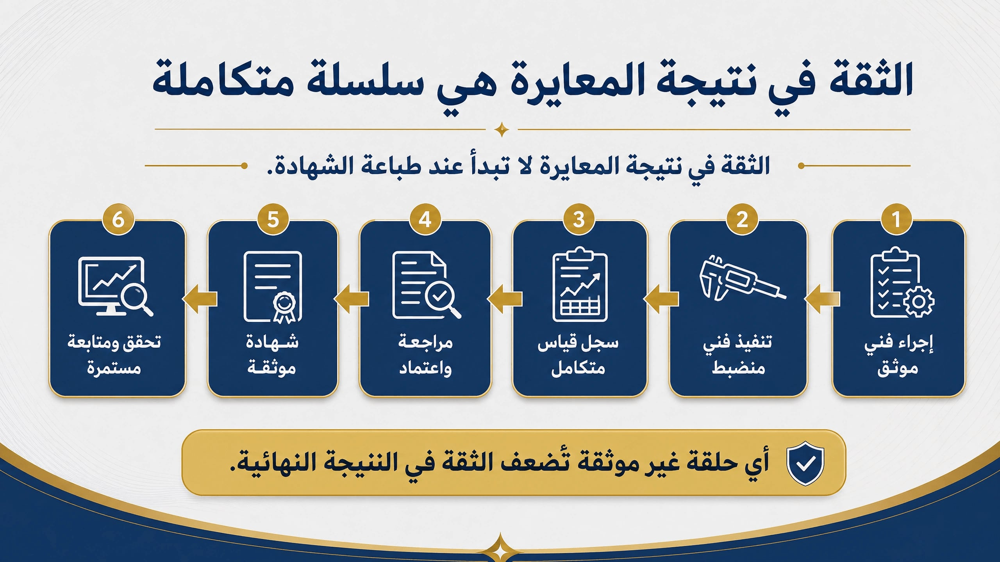 الثقة في نتيجة المعايرة هي سلسلة متكاملة
الثقة في نتيجة المعايرة لا تبدأ عند طباعة الشهادة.
1
إجراء فني
موثق
2
تنفيذ فني
منضبط
3
سجل قياس
متكامل
4
مراجعة
واعتماد
5
شهادة
موثقة
6
تحقق ومتابعة
مستمرة
أي حلقة غير موثقة تُضعف الثقة في الننيجة النهائية.